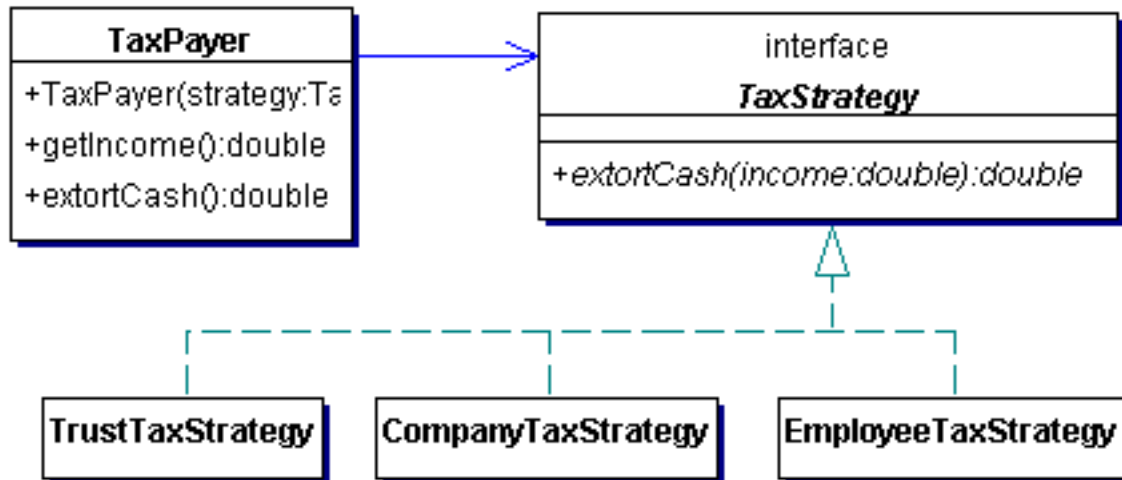 TaxPayer
+TaxPayer(strategy:Ta
+getIncome():double
+extortCash():double
interface
TaxStrategy
+extortCash(income:double):double
TrustTaxStrategy
CompanyTaxStrategy
EmployeeTaxStrategy